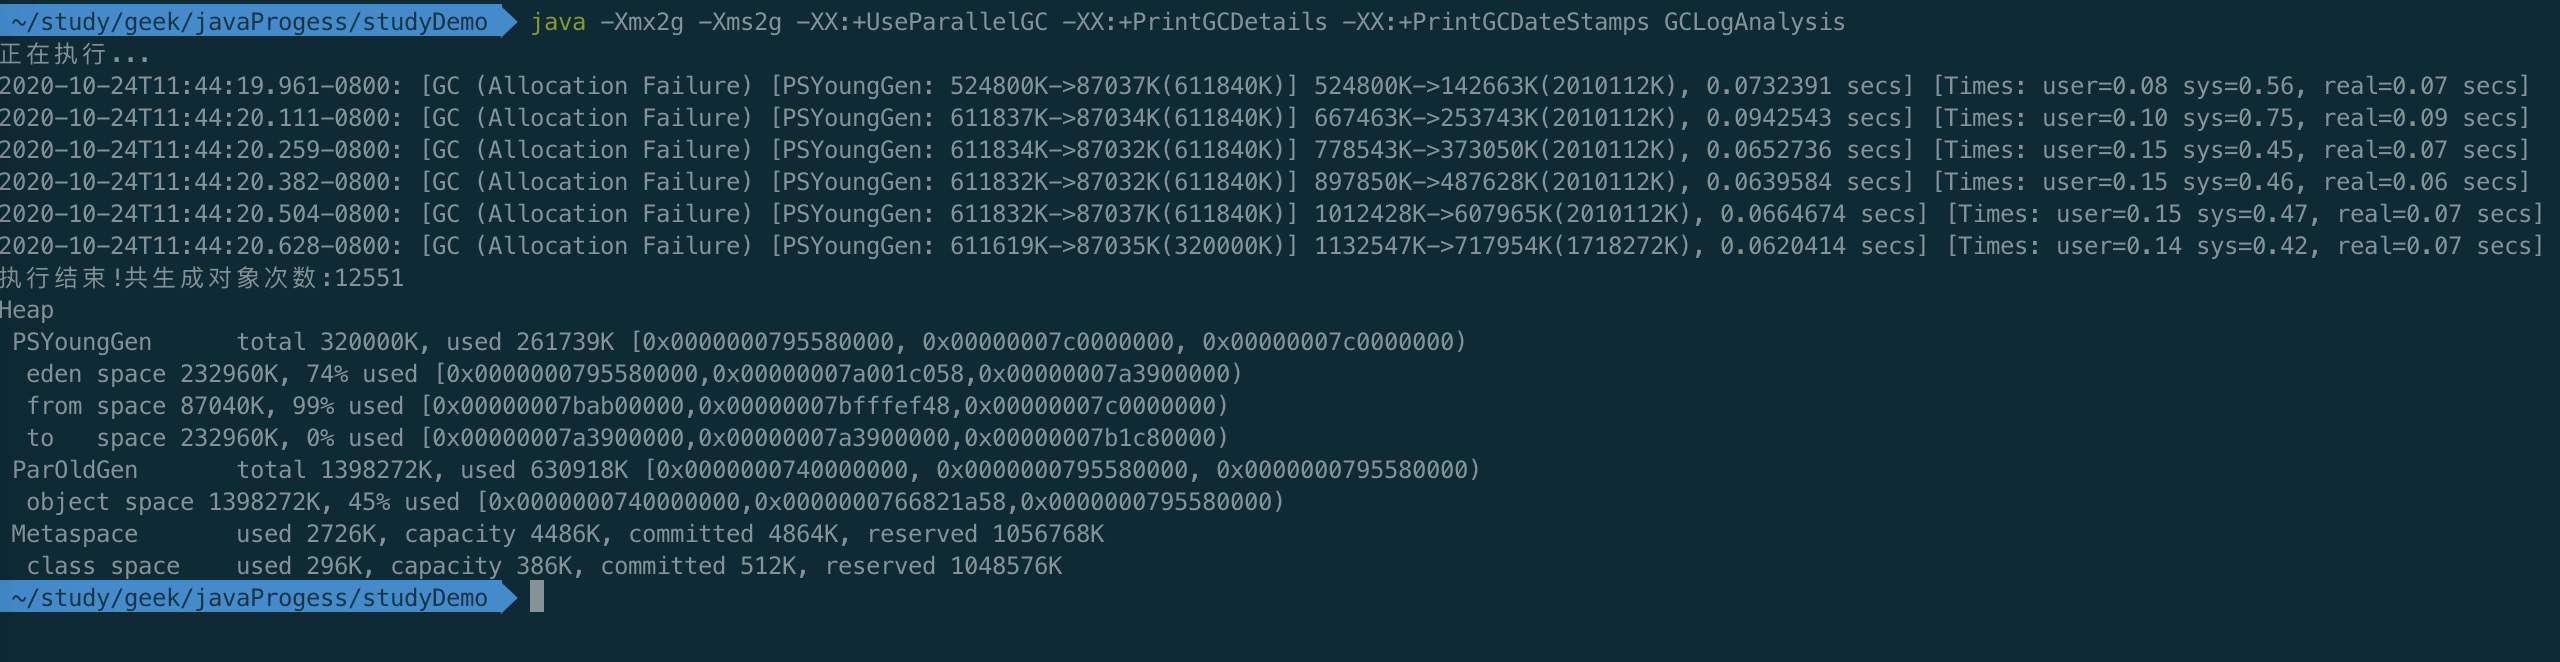 ~/study/geek/javaProgess/studyDemo java -Xmx2g -Xms2g -XX:+UseParallelGC -XX:+PrintGCDetails -XX:+PrintGCDateStamps GCLogAnalysis
正在执行...
2020-10-24T11:44:19.961-0800: [GC (Allocation Failure) [PSYoungGen: 524800K->87037K(611840K)] 524800K->142663K(2010112K), 0.0732391 secs] [Times: user=0.08 sys=0.56, real=0.07 secs]
2020-10-24T11:44:20.111-0800: [GC (Allocation Failure) [PSYoungGen: 611837K->87034K(611840K)] 667463K->253743K(2010112K), 0.0942543 secs] [Times: user=0.10 sys=0.75, real=0.09 secs]
2020-10-24T11:44:20.259-0800: [GC (Allocation Failure) [PSYoungGen: 611834K->87032K(611840K)] 778543K->373050K(2010112K), 0.0652736 secs] [Times: user=0.15 sys=0.45, real=0.07 secs]
2020-10-24T11:44:20.382-0800: [GC (Allocation Failure) [PSYoungGen: 611832K->87032K(611840K)] 897850K->487628K(2010112K), 0.0639584 secs] [Times: user=0.15 sys=0.46, real=0.06 secs]
2020-10-24T11:44:20.504-0800: [GC (Allocation Failure) [PSYoungGen: 611832K->87037K(611840K)] 1012428K->607965K(2010112K), 0.0664674 secs] [Times: user=0.15 sys=0.47, real=0.07 secs]
2020-10-24T11:44:20.628-0800: [GC (Allocation Failure) [PSYoungGen: 611619K->87035K(320000K)] 1132547K->717954K(1718272K), 0.0620414 secs] [Times: user=0.14 sys=0.42, real=0.07 secs]
执行结束!共生成对象次数:12551
Heap
 PSYoungGen      total 320000K, used 261739K [0x0000000795580000, 0x00000007c0000000, 0x00000007c0000000)
  eden space 232960K, 74% used [0x0000000795580000,0x00000007a001c058,0x00000007a3900000)
  from space 87040K, 99% used [0x00000007bab00000,0x00000007bfffef48,0x00000007c0000000)
  to   space 232960K, 0% used [0x00000007a3900000,0x00000007a3900000,0x00000007b1c80000)
 ParOldGen       total 1398272K, used 630918K [0x0000000740000000, 0x0000000795580000, 0x0000000795580000)
  object space 1398272K, 45% used [0x0000000740000000,0x0000000766821a58,0x0000000795580000)
 Metaspace       used 2726K, capacity 4486K, committed 4864K, reserved 1056768K
  class space    used 296K, capacity 386K, committed 512K, reserved 1048576K
~/study/geek/javaProgess/studyDemo